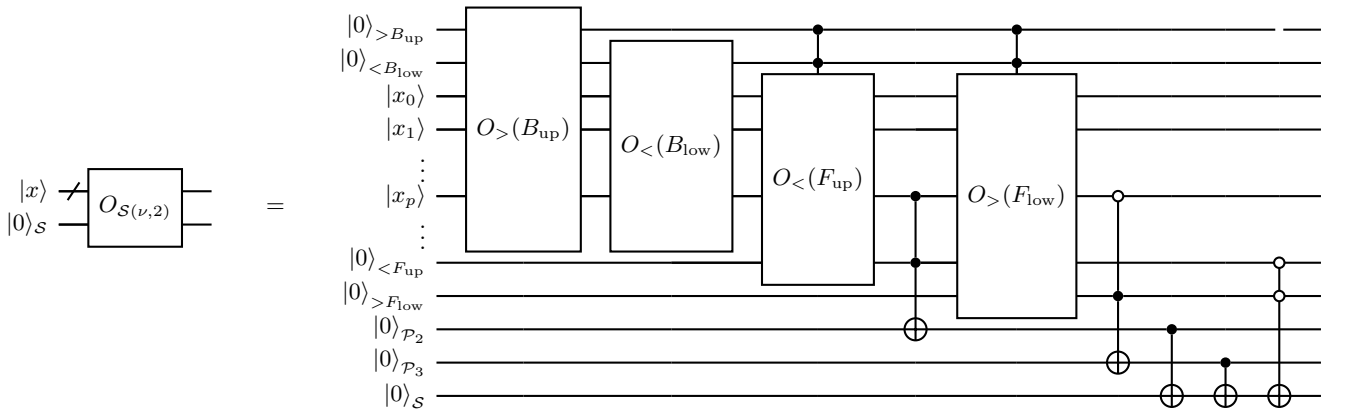 |x⟩
|0⟩_𝒮
O_{𝒮(ν,2)}
=
|0⟩_{>B_up}
|0⟩_{<B_low}
|x_0⟩
|x_1⟩
⋮
|x_p⟩
⋮
|0⟩_{<F_up}
|0⟩_{>F_low}
|0⟩_{𝒫_2}
|0⟩_{𝒫_3}
|0⟩_𝒮
O_>(B_up)
O_<(B_low)
O_<(F_up)
O_>(F_low)